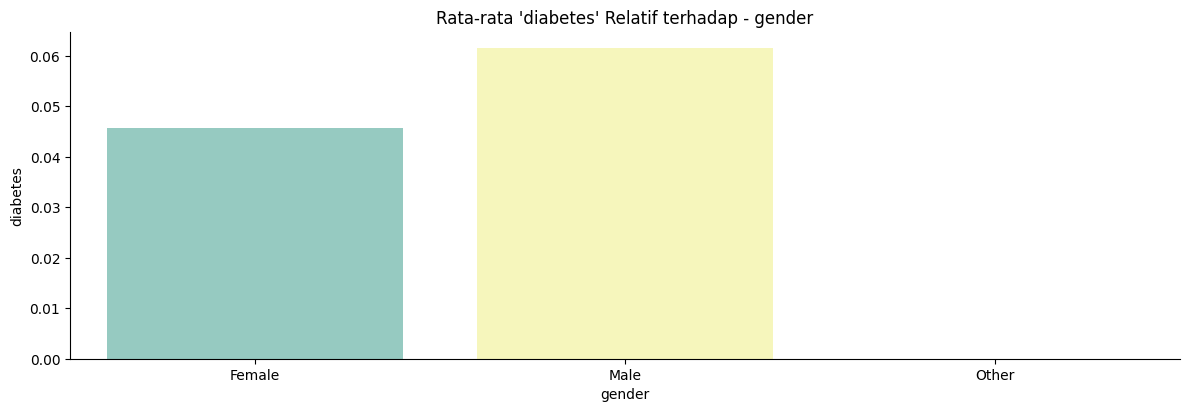 Rata-rata 'diabetes' Relatif terhadap - gender
diabetes
0.06
0.05
0.04
0.03
0.02
0.01
0.00
Female Male Other
gender